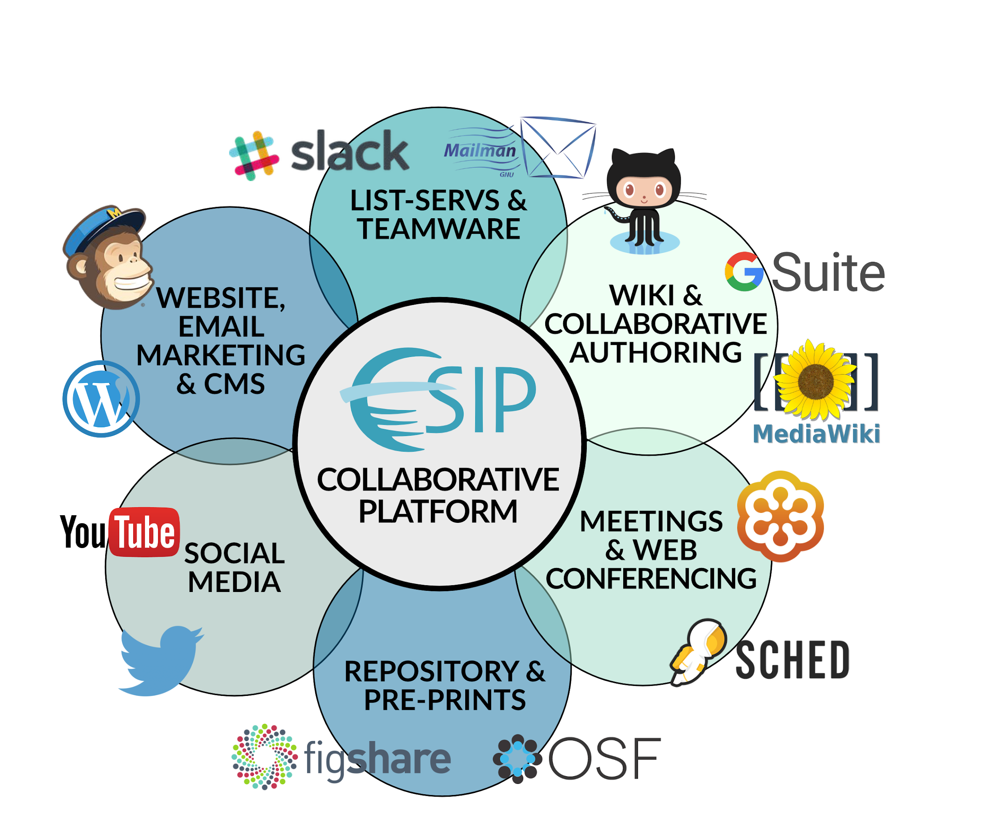 slack
Mailman
GNU
LIST-SERVS &
TEAMWARE
M
WEBSITE,
EMAIL
MARKETING
& CMS
W
G Suite
WIKI &
COLLABORATIVE
AUTHORING
[[ ]]
MediaWiki
ESIP
COLLABORATIVE
PLATFORM
YouTube
SOCIAL
MEDIA
MEETINGS
& WEB
CONFERENCING
SCHED
REPOSITORY &
PRE-PRINTS
figshare
OSF